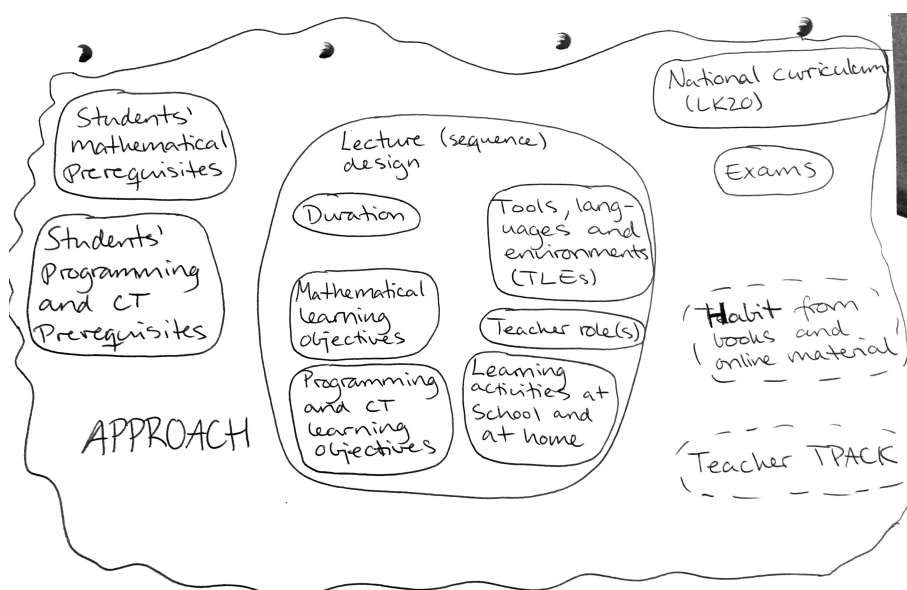 Students'
mathematical
Prerequisites
Students'
Programming
and CT
Prerequisites
APPROACH
Lecture (sequence)
design
Duration
Mathematical
learning
objectives
Programming
and CT
learning
objectives
Tools, lang-
uages and
environments
(TLEs)
Teacher role(s)
Learning
activities at
School and
at home
National curriculum
(LK20)
Exams
Habit from
books and
online material
Teacher TPACK